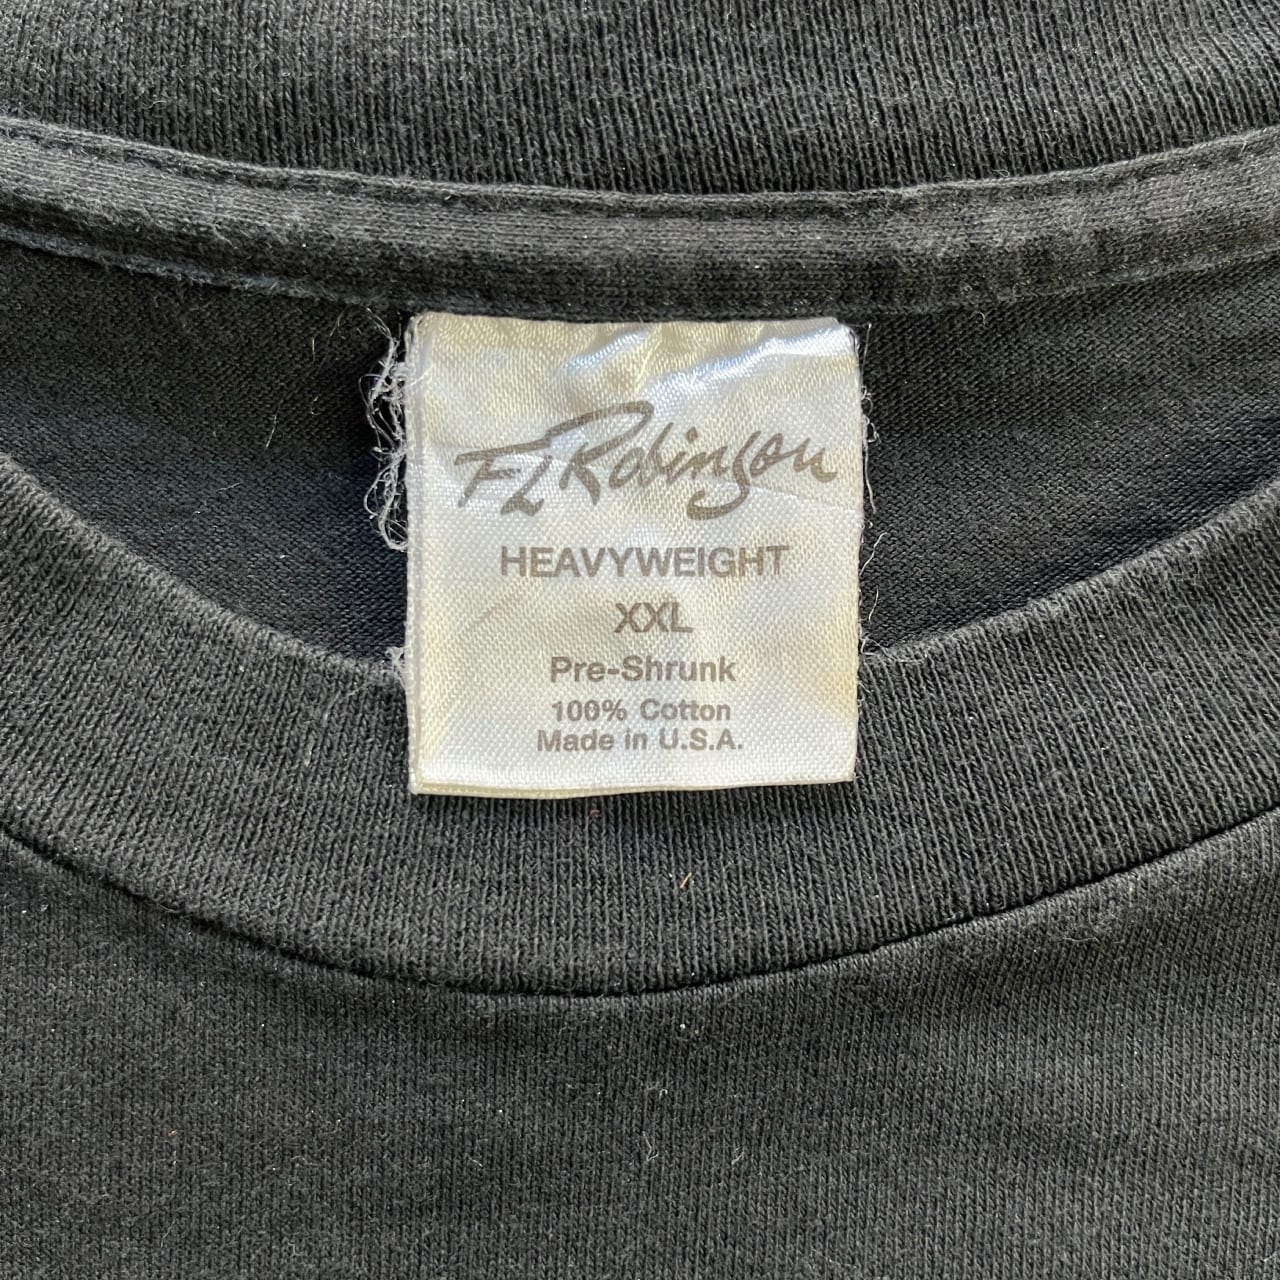 FL Robinson
HEAVYWEIGHT
XXL
Pre-Shrunk
100% Cotton
Made in U.S.A.